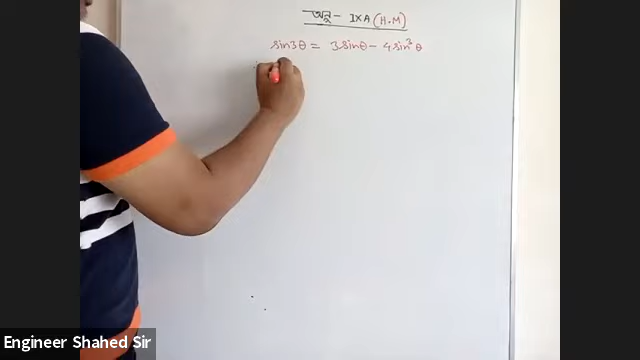 অনু - IXA (H.M)
sin3θ = 3sinθ - 4sin³θ
Engineer Shahed Sir